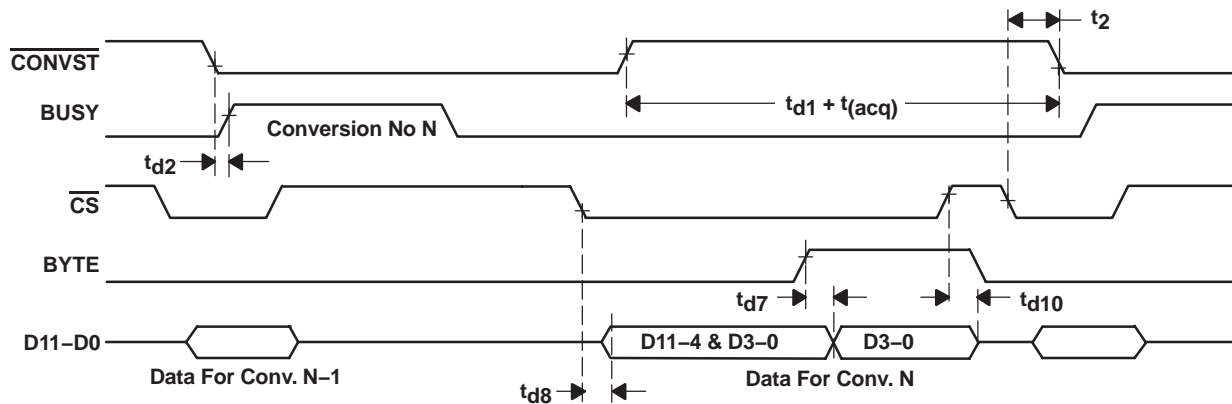 t2
CONVST
td1 + t(acq)
BUSY
Conversion No N
td2
CS
BYTE
td7
td10
D11–D0
D11–4 & D3–0
D3–0
Data For Conv. N–1
Data For Conv. N
td8